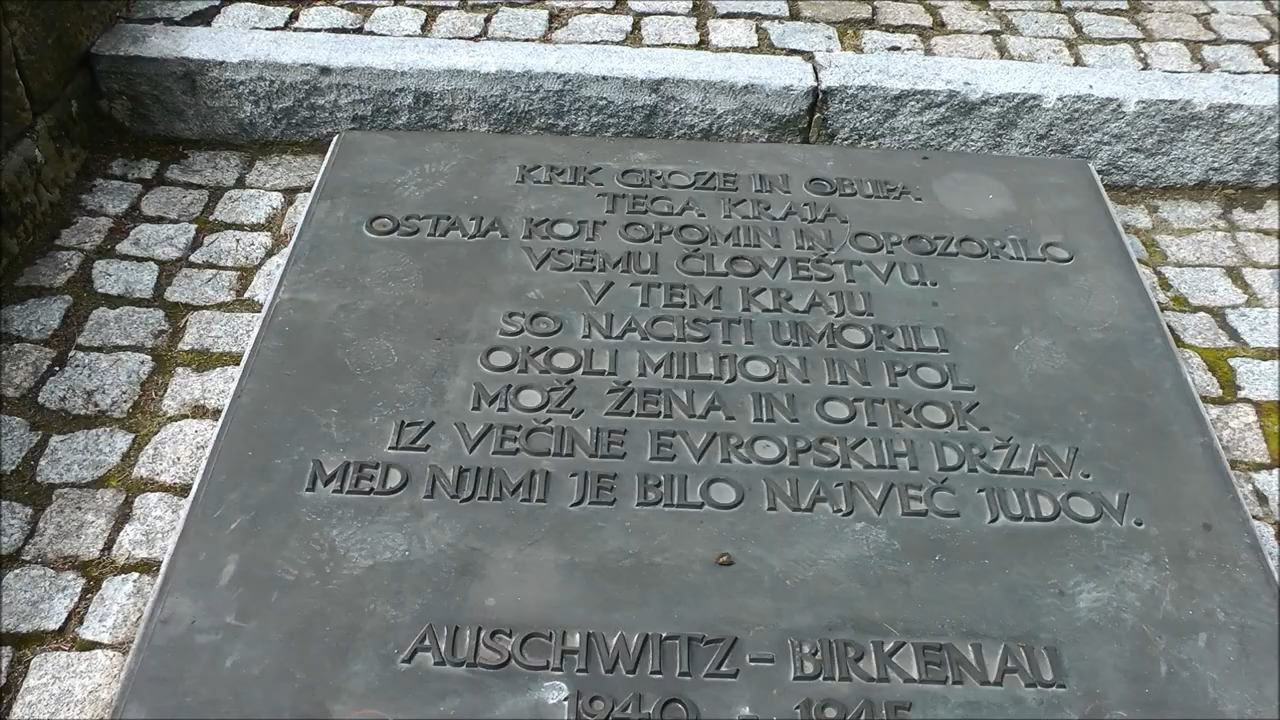 KRIK GROZE IN OBUPA
TEGA KRAJA
OSTAJA KOT OPOMIN IN OPOZORILO
VSEMU ČLOVEŠTVU.
V TEM KRAJU
SO NACISTI UMORILI
OKOLI MILIJON IN POL
MOŽ, ŽENA IN OTROK
IZ VEČINE EVROPSKIH DRŽAV.
MED NJIMI JE BILO NAJVEČ JUDOV.
AUSCHWITZ - BIRKENAU
1940 - 1945